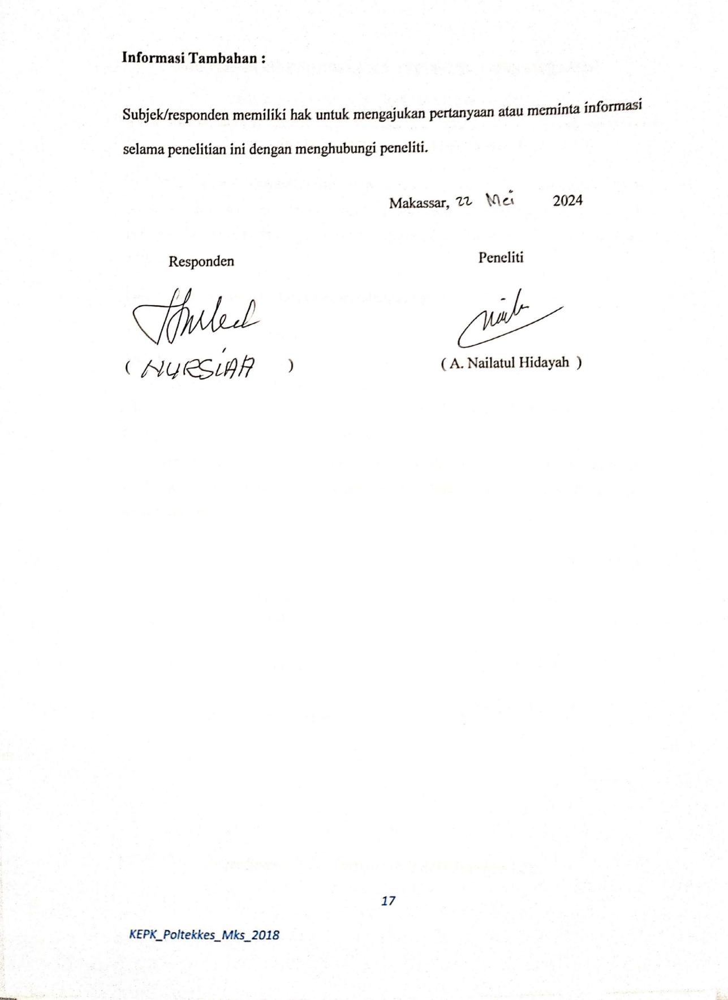 Informasi Tambahan :
Subjek/responden memiliki hak untuk mengajukan pertanyaan atau meminta informasi
selama penelitian ini dengan menghubungi peneliti.
Makassar, 22 Mei 2024
Responden Peneliti
( NURSIAH ) ( A. Nailatul Hidayah )
17
KEPK_Poltekkes_Mks_2018